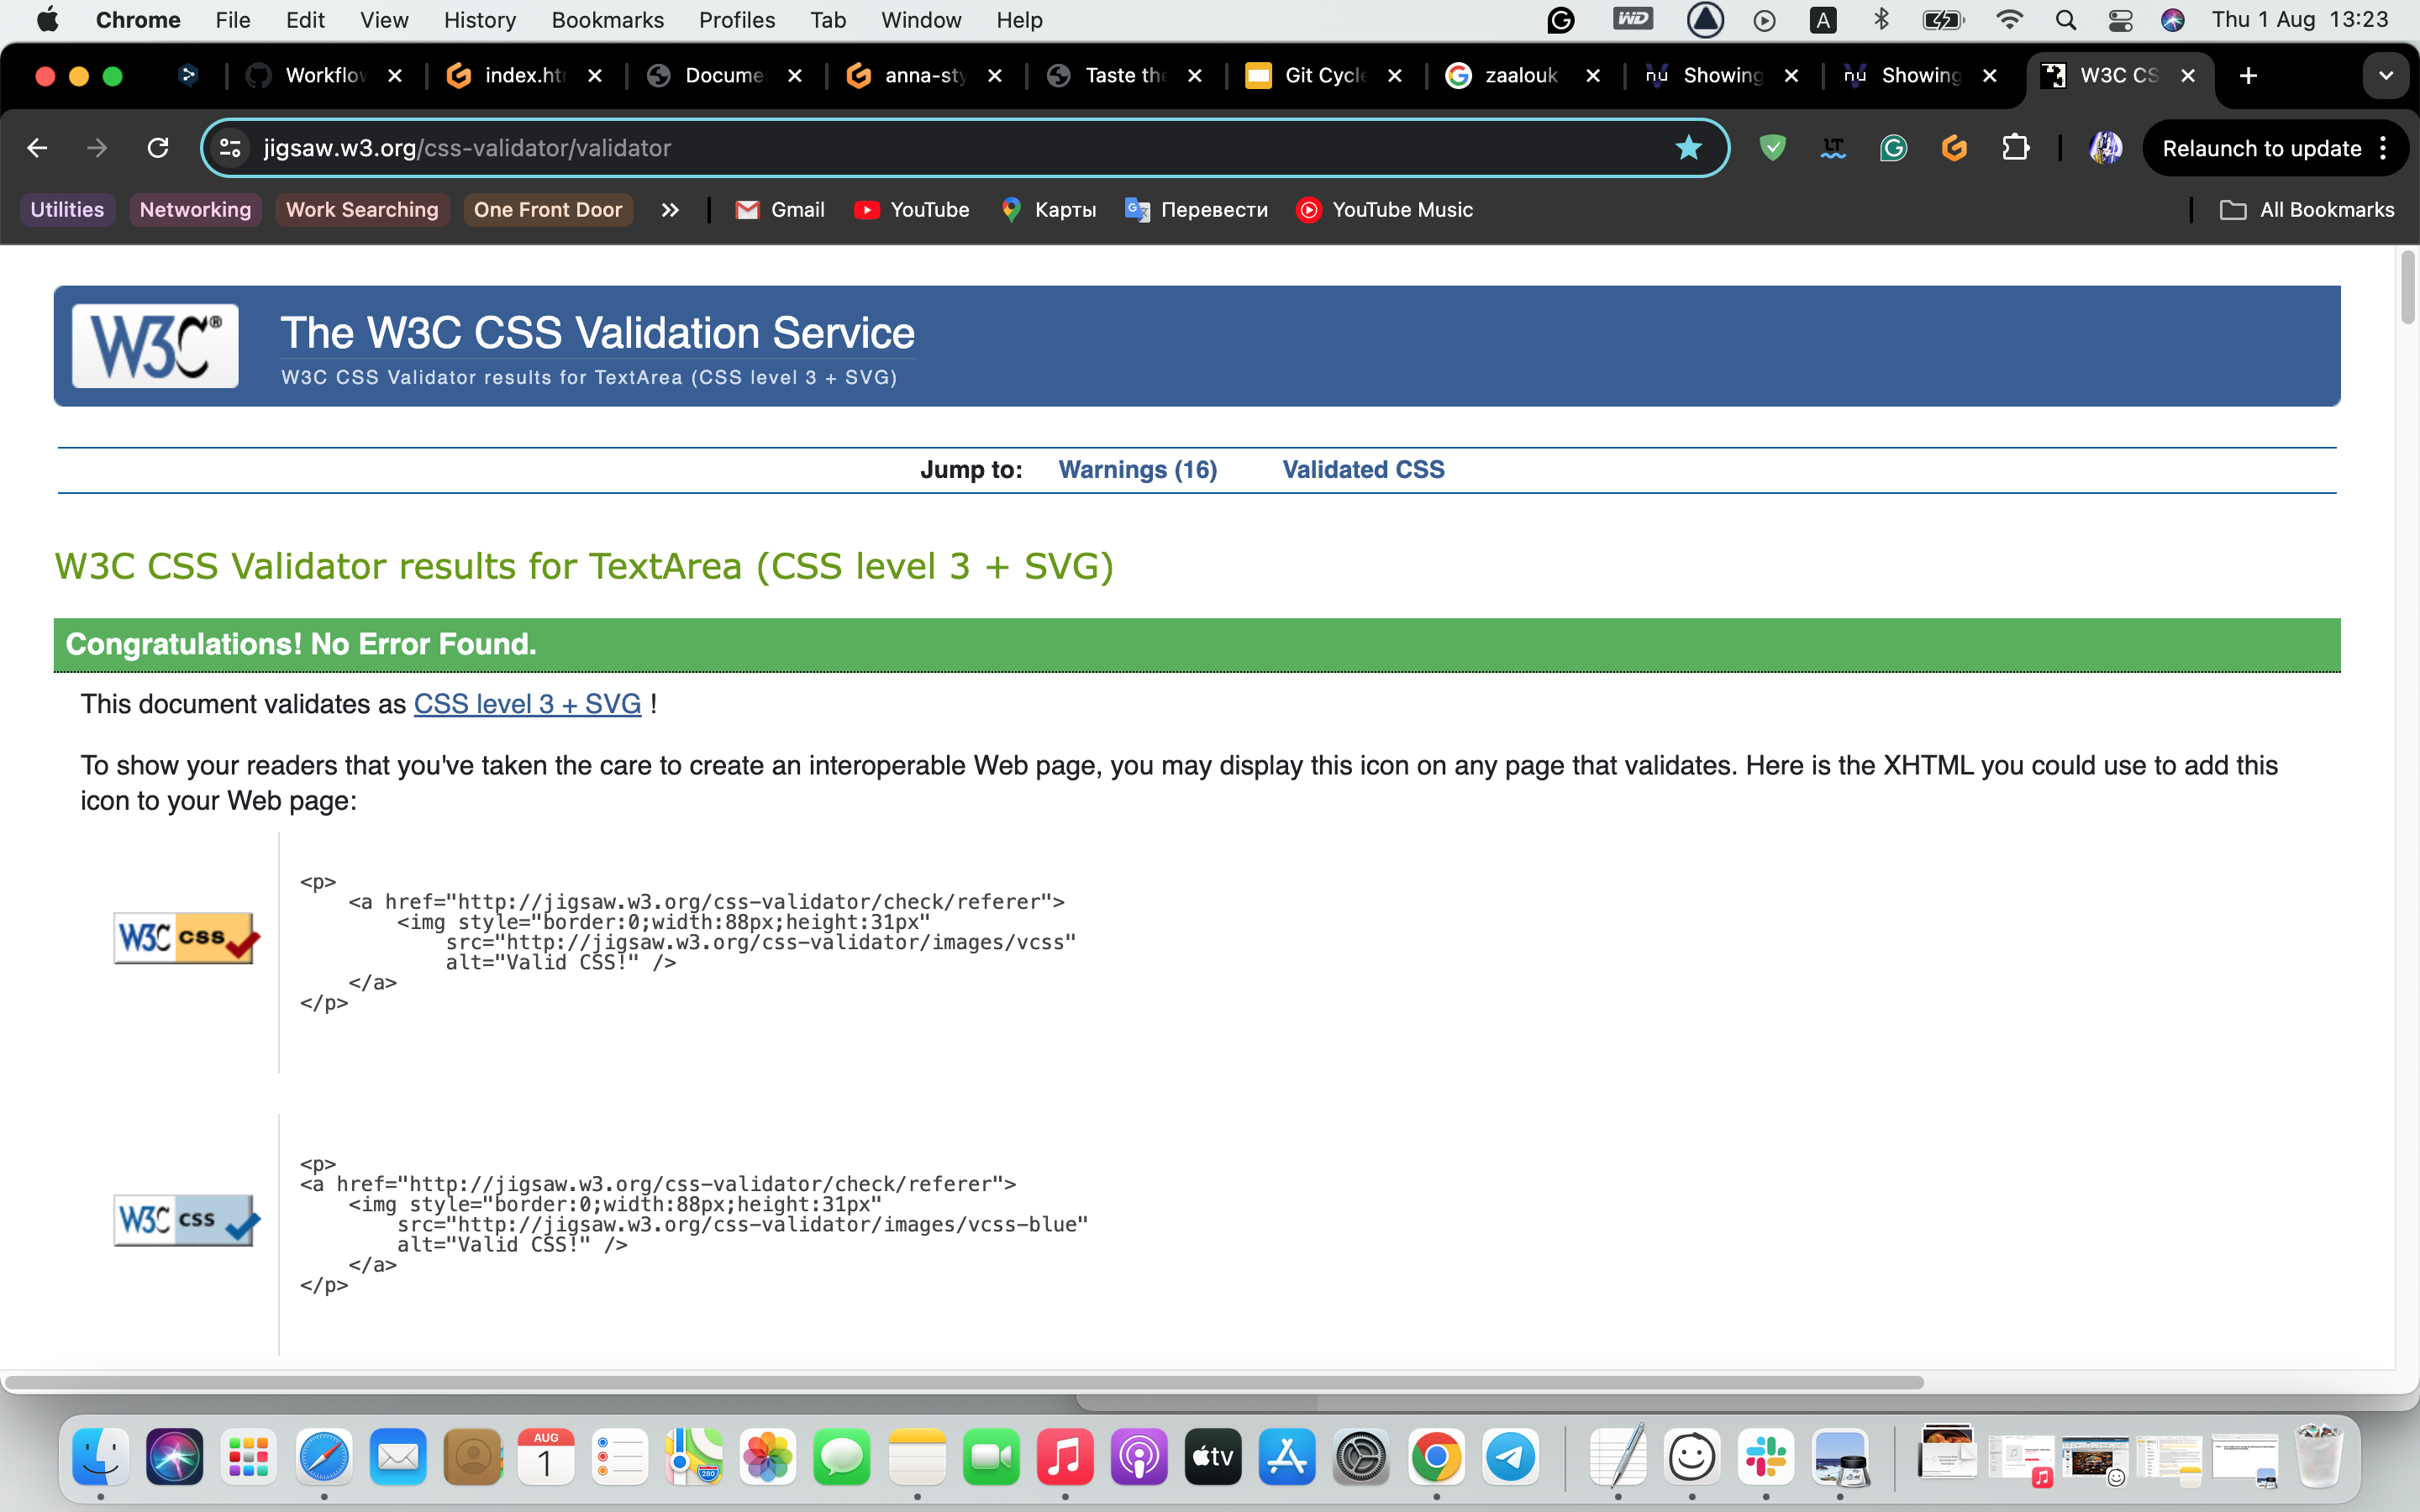 Chrome File Edit View History Bookmarks Profiles Tab Window Help WD A Thu 1 Aug 13:23
Workflov index.ht Docume anna-sty Taste the Git Cycle zaalouk Showing Showing W3C CS
jigsaw.w3.org/css-validator/validator Relaunch to update
Utilities Networking Work Searching One Front Door Gmail YouTube Карты Перевести YouTube Music All Bookmarks
W3C® The W3C CSS Validation Service
W3C CSS Validator results for TextArea (CSS level 3 + SVG)
Jump to: Warnings (16) Validated CSS
W3C CSS Validator results for TextArea (CSS level 3 + SVG)
Congratulations! No Error Found.
This document validates as CSS level 3 + SVG !
To show your readers that you've taken the care to create an interoperable Web page, you may display this icon on any page that validates. Here is the XHTML you could use to add this
icon to your Web page:
<p>
<a href="http://jigsaw.w3.org/css-validator/check/referer">
<img style="border:0;width:88px;height:31px"
src="http://jigsaw.w3.org/css-validator/images/vcss"
alt="Valid CSS!" />
</a>
</p>
W3C css
<p>
<a href="http://jigsaw.w3.org/css-validator/check/referer">
<img style="border:0;width:88px;height:31px"
src="http://jigsaw.w3.org/css-validator/images/vcss-blue"
alt="Valid CSS!" />
</a>
</p>
W3C css
AUG
1
280
tv